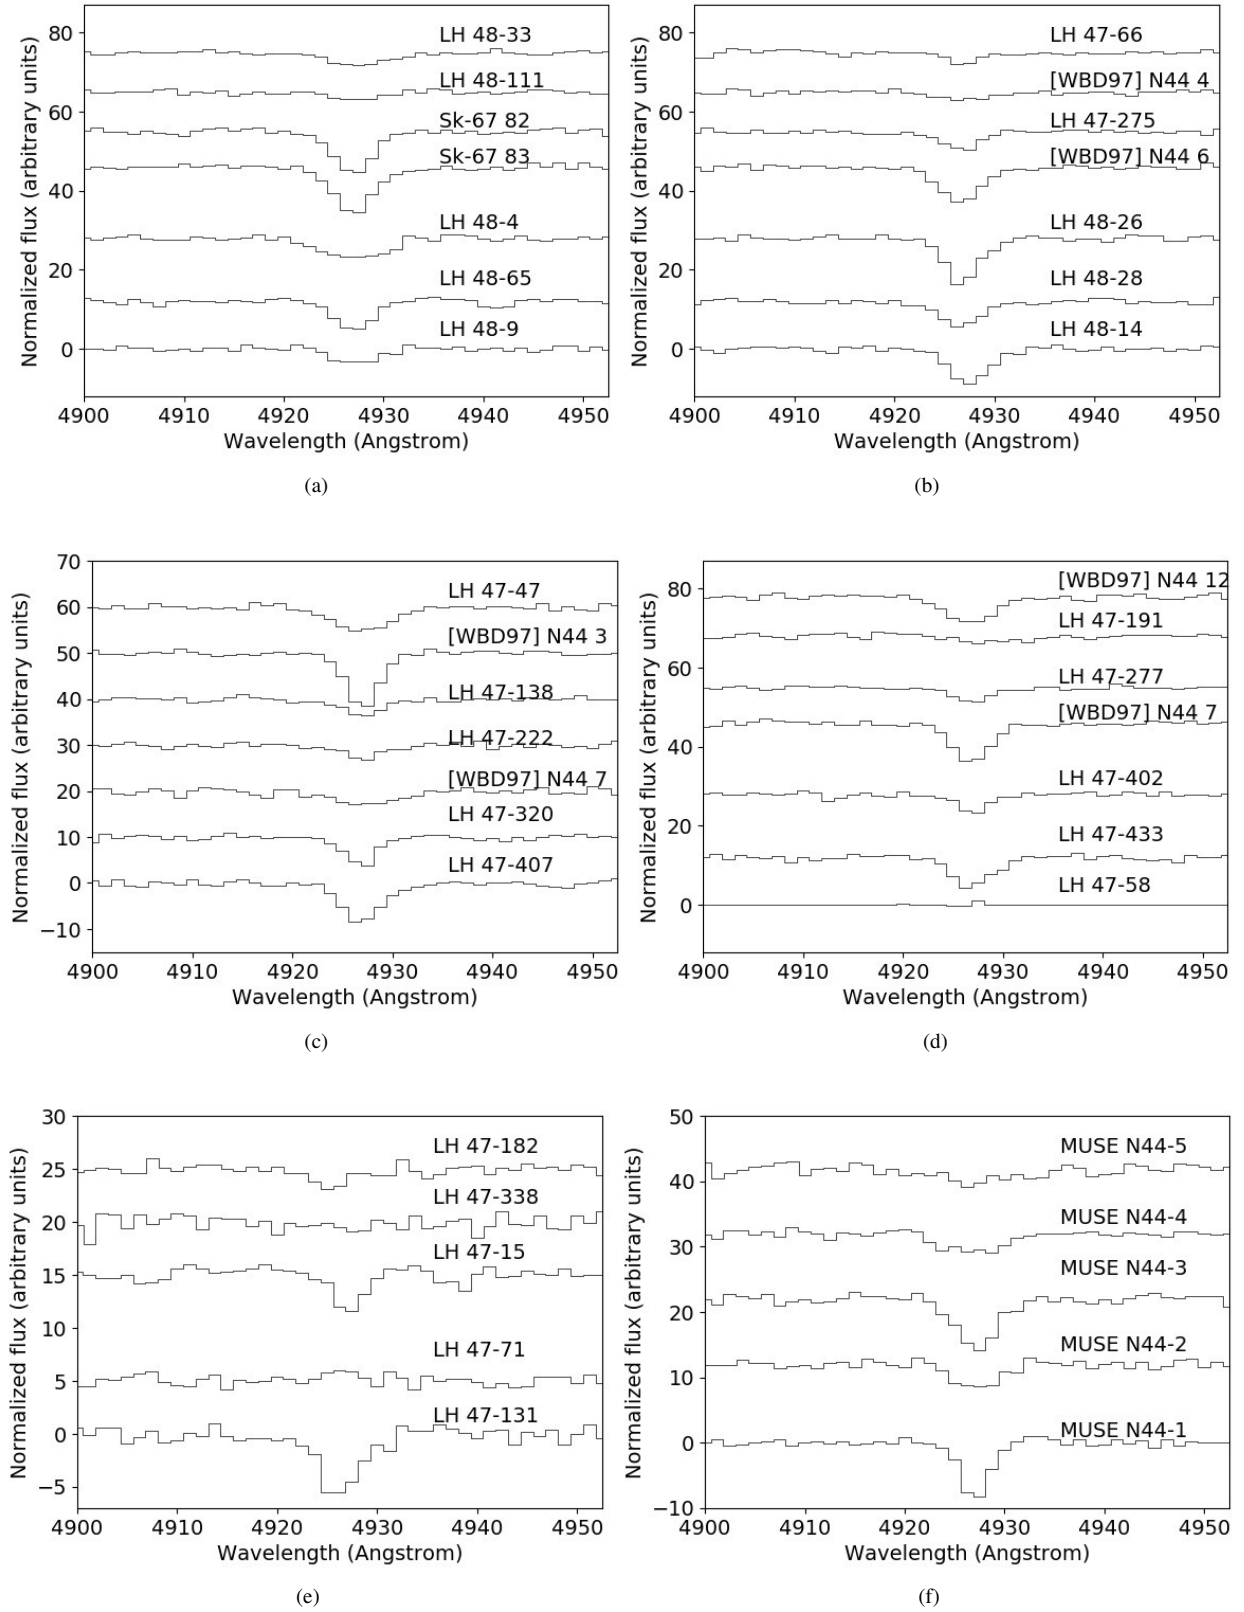 80
60
40
20
0
Normalized flux (arbitrary units)
LH 48-33
LH 48-111
Sk-67 82
Sk-67 83
LH 48-4
LH 48-65
LH 48-9
4900 4910 4920 4930 4940 4950
Wavelength (Angstrom)
(a)
80
60
40
20
0
Normalized flux (arbitrary units)
LH 47-66
[WBD97] N44 4
LH 47-275
[WBD97] N44 6
LH 48-26
LH 48-28
LH 48-14
4900 4910 4920 4930 4940 4950
Wavelength (Angstrom)
(b)
70
60
50
40
30
20
10
0
−10
Normalized flux (arbitrary units)
LH 47-47
[WBD97] N44 3
LH 47-138
LH 47-222
[WBD97] N44 7
LH 47-320
LH 47-407
4900 4910 4920 4930 4940 4950
Wavelength (Angstrom)
(c)
80
60
40
20
0
Normalized flux (arbitrary units)
[WBD97] N44 12
LH 47-191
LH 47-277
[WBD97] N44 7
LH 47-402
LH 47-433
LH 47-58
4900 4910 4920 4930 4940 4950
Wavelength (Angstrom)
(d)
30
25
20
15
10
5
0
−5
Normalized flux (arbitrary units)
LH 47-182
LH 47-338
LH 47-15
LH 47-71
LH 47-131
4900 4910 4920 4930 4940 4950
Wavelength (Angstrom)
(e)
50
40
30
20
10
0
−10
Normalized flux (arbitrary units)
MUSE N44-5
MUSE N44-4
MUSE N44-3
MUSE N44-2
MUSE N44-1
4900 4910 4920 4930 4940 4950
Wavelength (Angstrom)
(f)